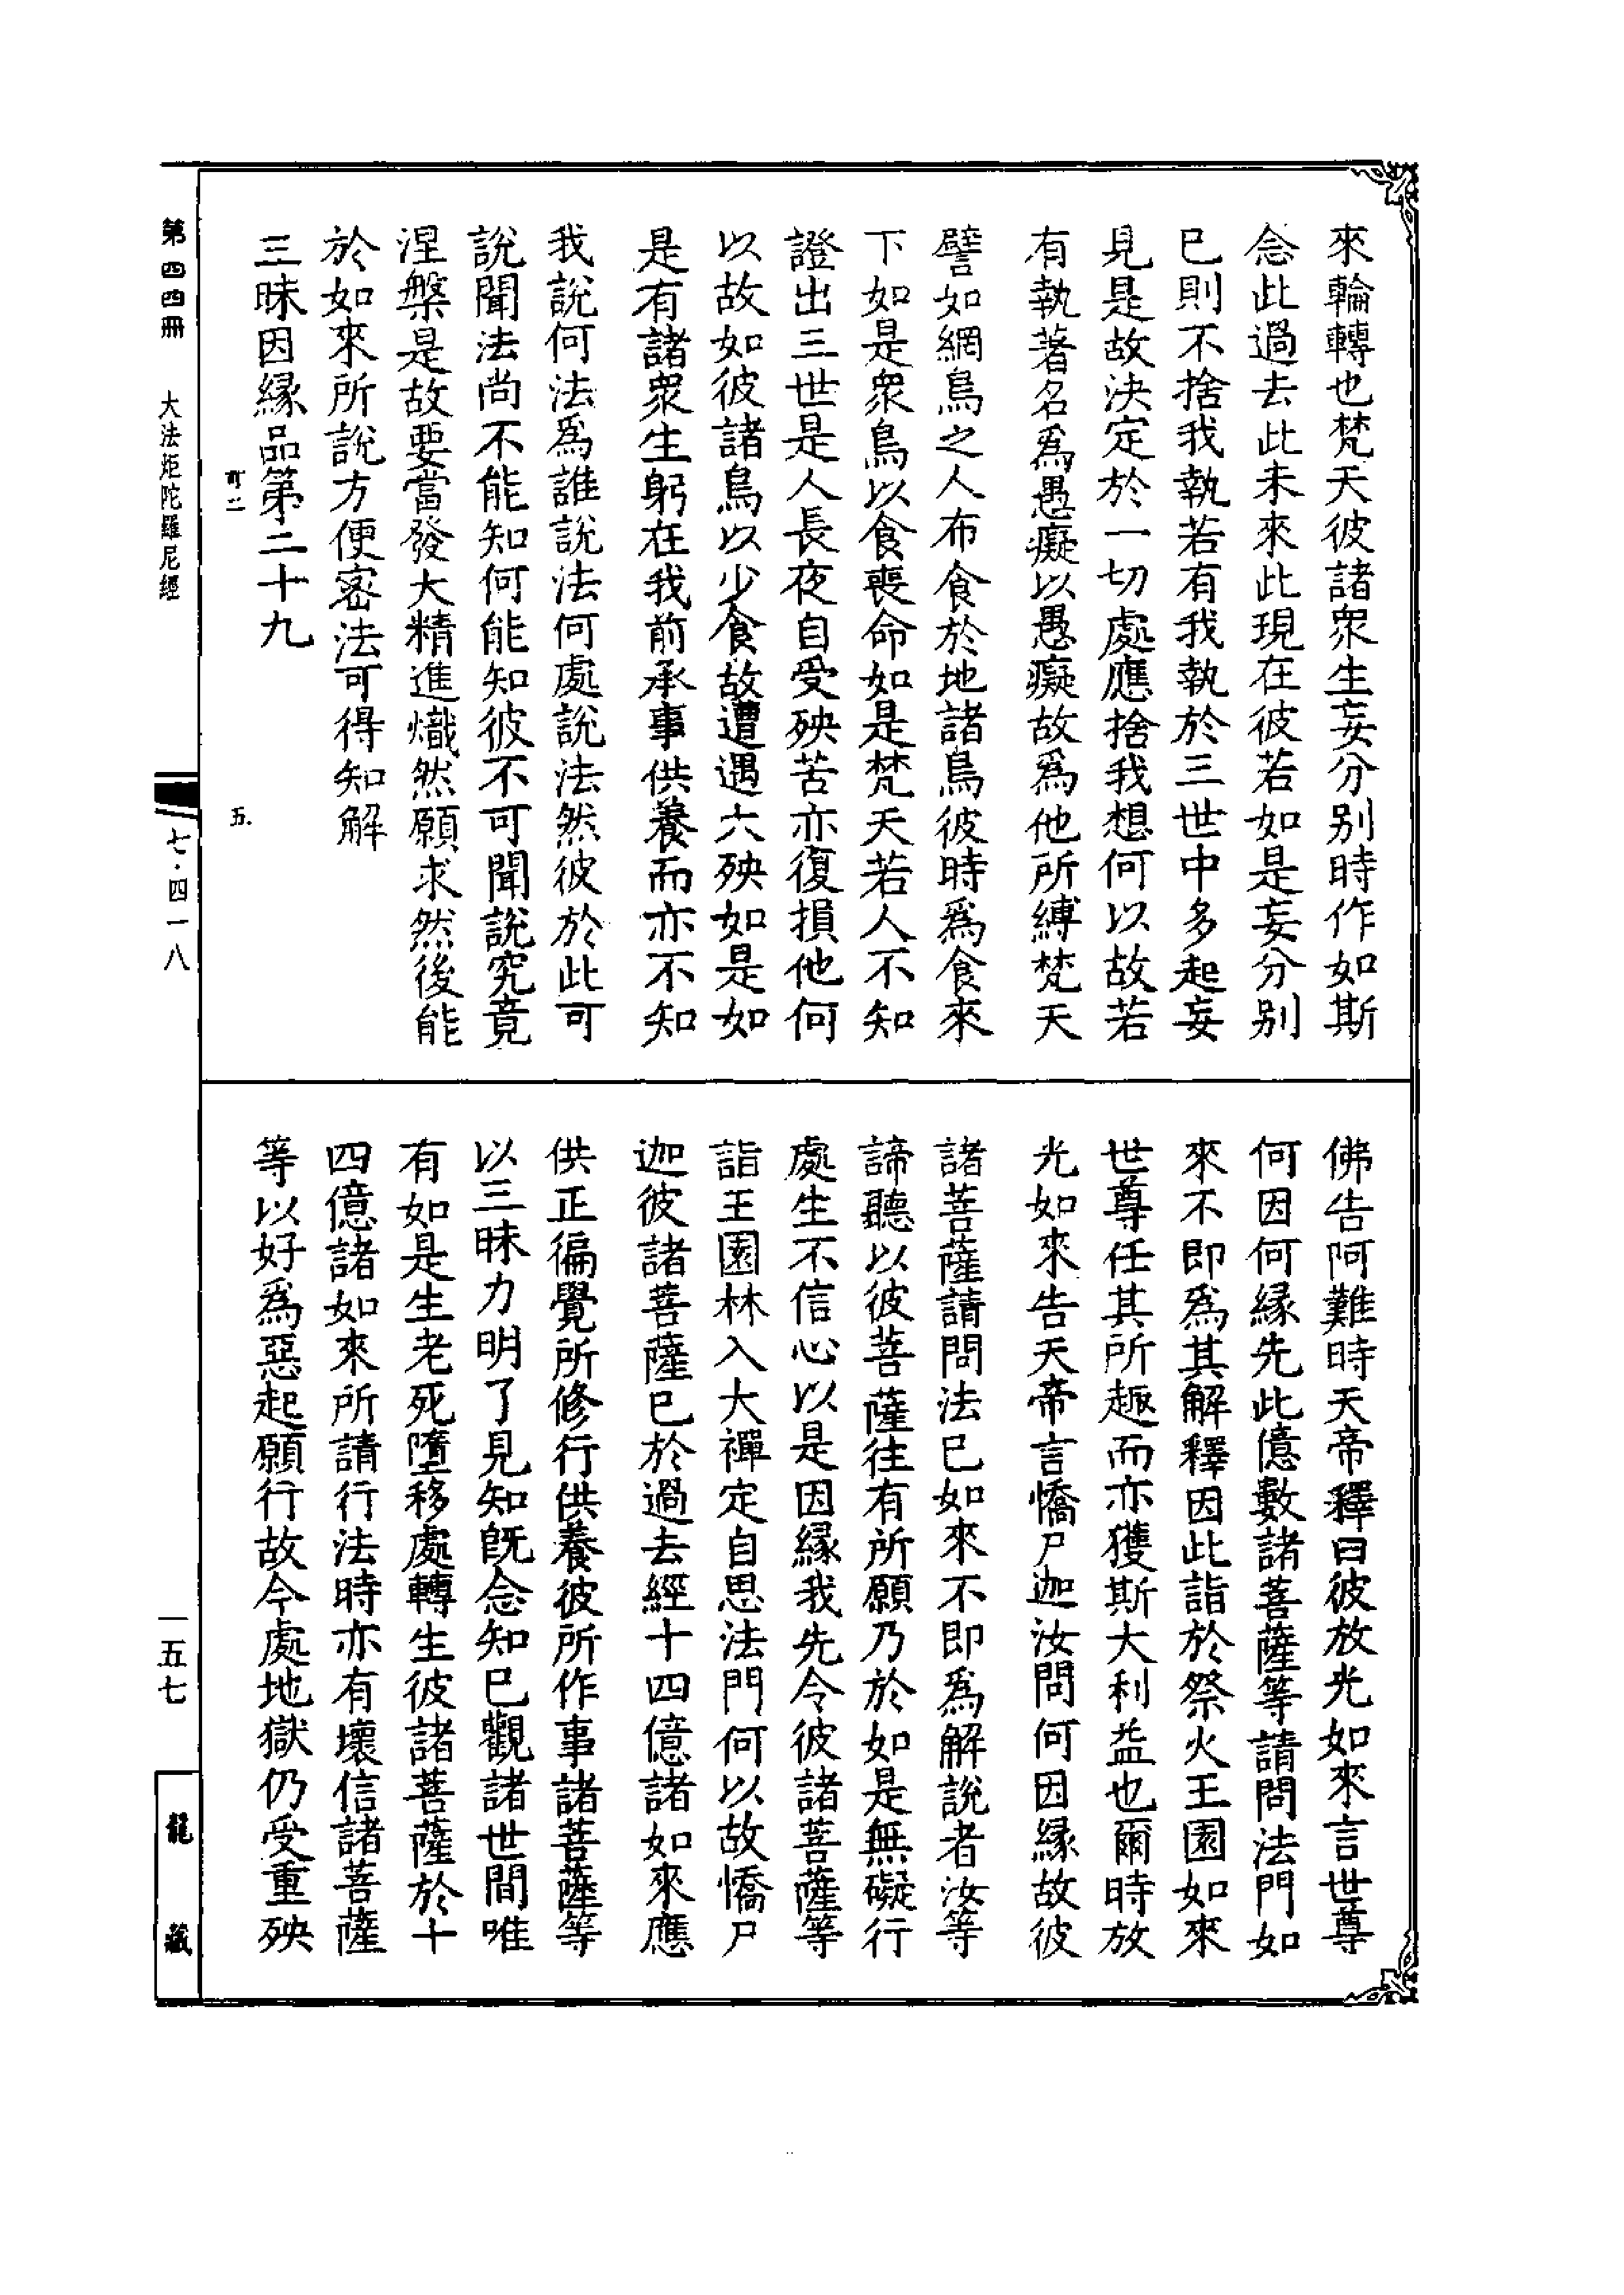 來輪轉也梵天彼諸衆生妄分别時作如斯
念此過去此未來此現在彼若如是妄分别
已則不捨我執若有我執於三世中多起妄
見是故決定於一切處應捨我想何以故若
有執著名爲愚癡以愚癡故爲他所縛梵天
譬如網鳥之人布食於地諸鳥彼時爲食來
下如是衆鳥以食喪命如是梵天若人不知
證出三世是人長夜自受殃苦亦復損他何
以故如彼諸鳥以少食故遭遇六殃如是如
是有諸衆生躬在我前承事供養而亦不知
我說何法爲誰說法何處說法然彼於此可
說聞法尚不能知何能知彼不可聞說究竟
涅槃是故要當發大精進熾然願求然後能
於如來所說方便密法可得知解
三昧因緣品第二十九
佛告阿難時天帝釋曰彼放光如來言世尊
何因何緣先此億數諸菩薩等請問法門如
來不即爲其解釋因此詣於祭火王園如來
世尊任其所趣而亦獲斯大利益也爾時放
光如來告天帝言憍尸迦汝問何因緣故彼
諸菩薩請問法已如來不即爲解說者汝等
諦聽以彼菩薩往有所願乃於如是無礙行
處生不信心以是因緣我先令彼諸菩薩等
詣王園林入大禪定自思法門何以故憍尸
迦彼諸菩薩已於過去經十四億諸如來應
供正徧覺所修行供養彼所作事諸菩薩等
以三昧力明了見知旣念知已觀諸世間唯
有如是生老死墮移處轉生彼諸菩薩於十
四億諸如來所請行法時亦有壞信諸菩薩
等以好爲惡起願行故今處地獄仍受重殃
可二
五
第四四冊
大法炬陀羅尼經
七·四一八
一五七
龍藏